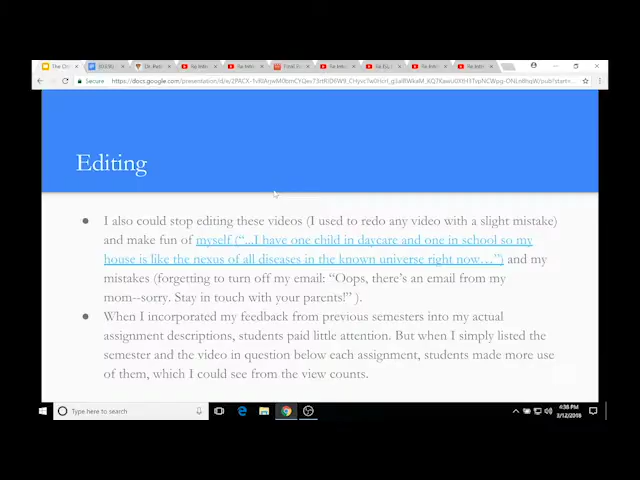 Secure
Editing
● I also could stop editing these videos (I used to redo any video with a slight mistake)
and make fun of myself (“...I have one child in daycare and one in school so my
house is like the nexus of all diseases in the known universe right now…”) and my
mistakes (forgetting to turn off my email: “Oops, there’s an email from my
mom--sorry. Stay in touch with your parents!” ).
● When I incorporated my feedback from previous semesters into my actual
assignment descriptions, students paid little attention. But when I simply listed the
semester and the video in question below each assignment, students made more use
of them, which I could see from the view counts.
Type here to search
4:38 PM
3/12/2018